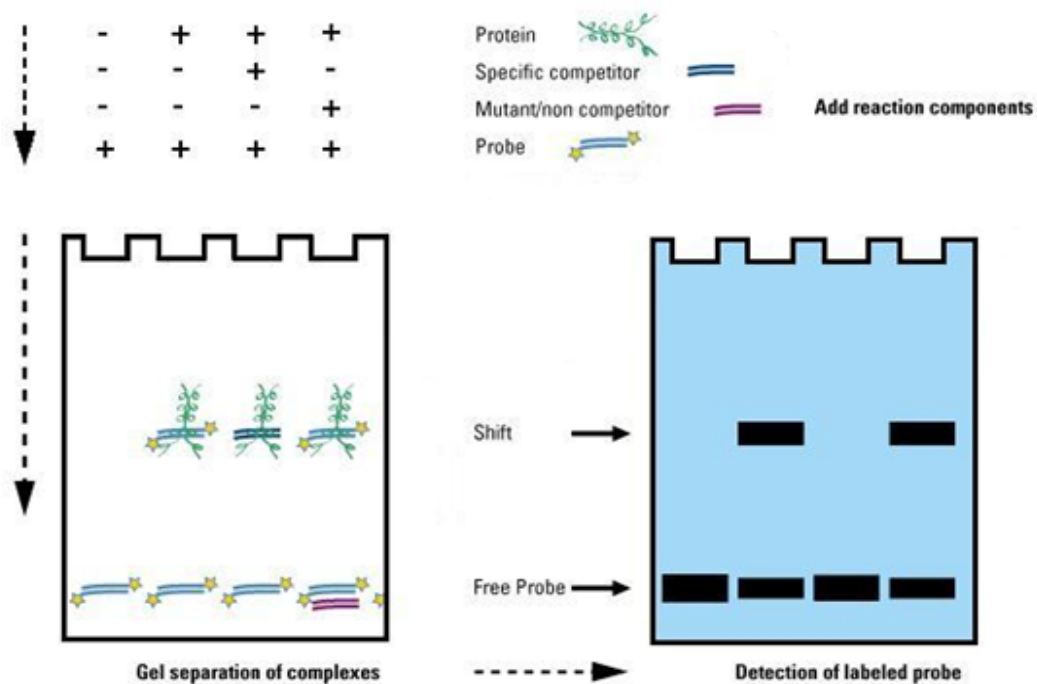 - + + +
- - + -
- - - +
+ + + +
Protein
Specific competitor
Mutant/non competitor
Add reaction components
Probe
Shift
Free Probe
Gel separation of complexes
Detection of labeled probe